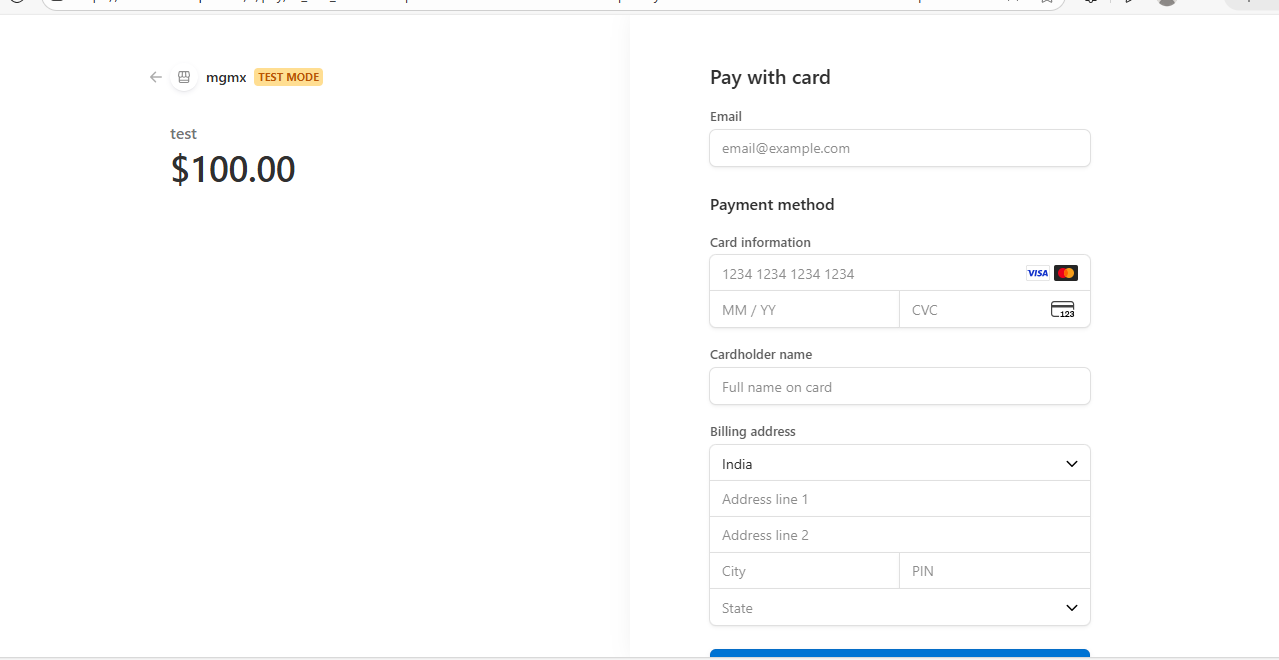 mgmx TEST MODE
test
$100.00
Pay with card
Email
email@example.com
Payment method
Card information
1234 1234 1234 1234 VISA
MM / YY CVC 123
Cardholder name
Full name on card
Billing address
India
Address line 1
Address line 2
City PIN
State